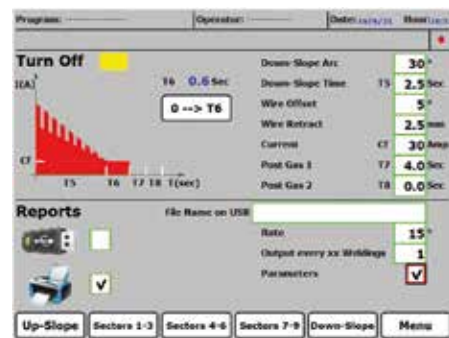 Program:
Operator:
Date:
Hour:
Turn Off
I(A)
T6 0.6 Sec
0 --> T6
Cf
T5 T6 T7 T8 T(sec)
Down-Slope Arc 30 °
Down-Slope Time T5 2.5 Sec
Wire Offset 5 °
Wire Retract 2.5 mm
Current Cf 30 Amp
Post Gas 1 T7 4.0 Sec
Post Gas 2 T8 0.0 Sec
Reports
File Name on USB
Rate 15 °
Output every xx Weldings 1
Parameters
Up-Slope Sectors 1-3 Sectors 4-6 Sectors 7-9 Down-Slope Menu